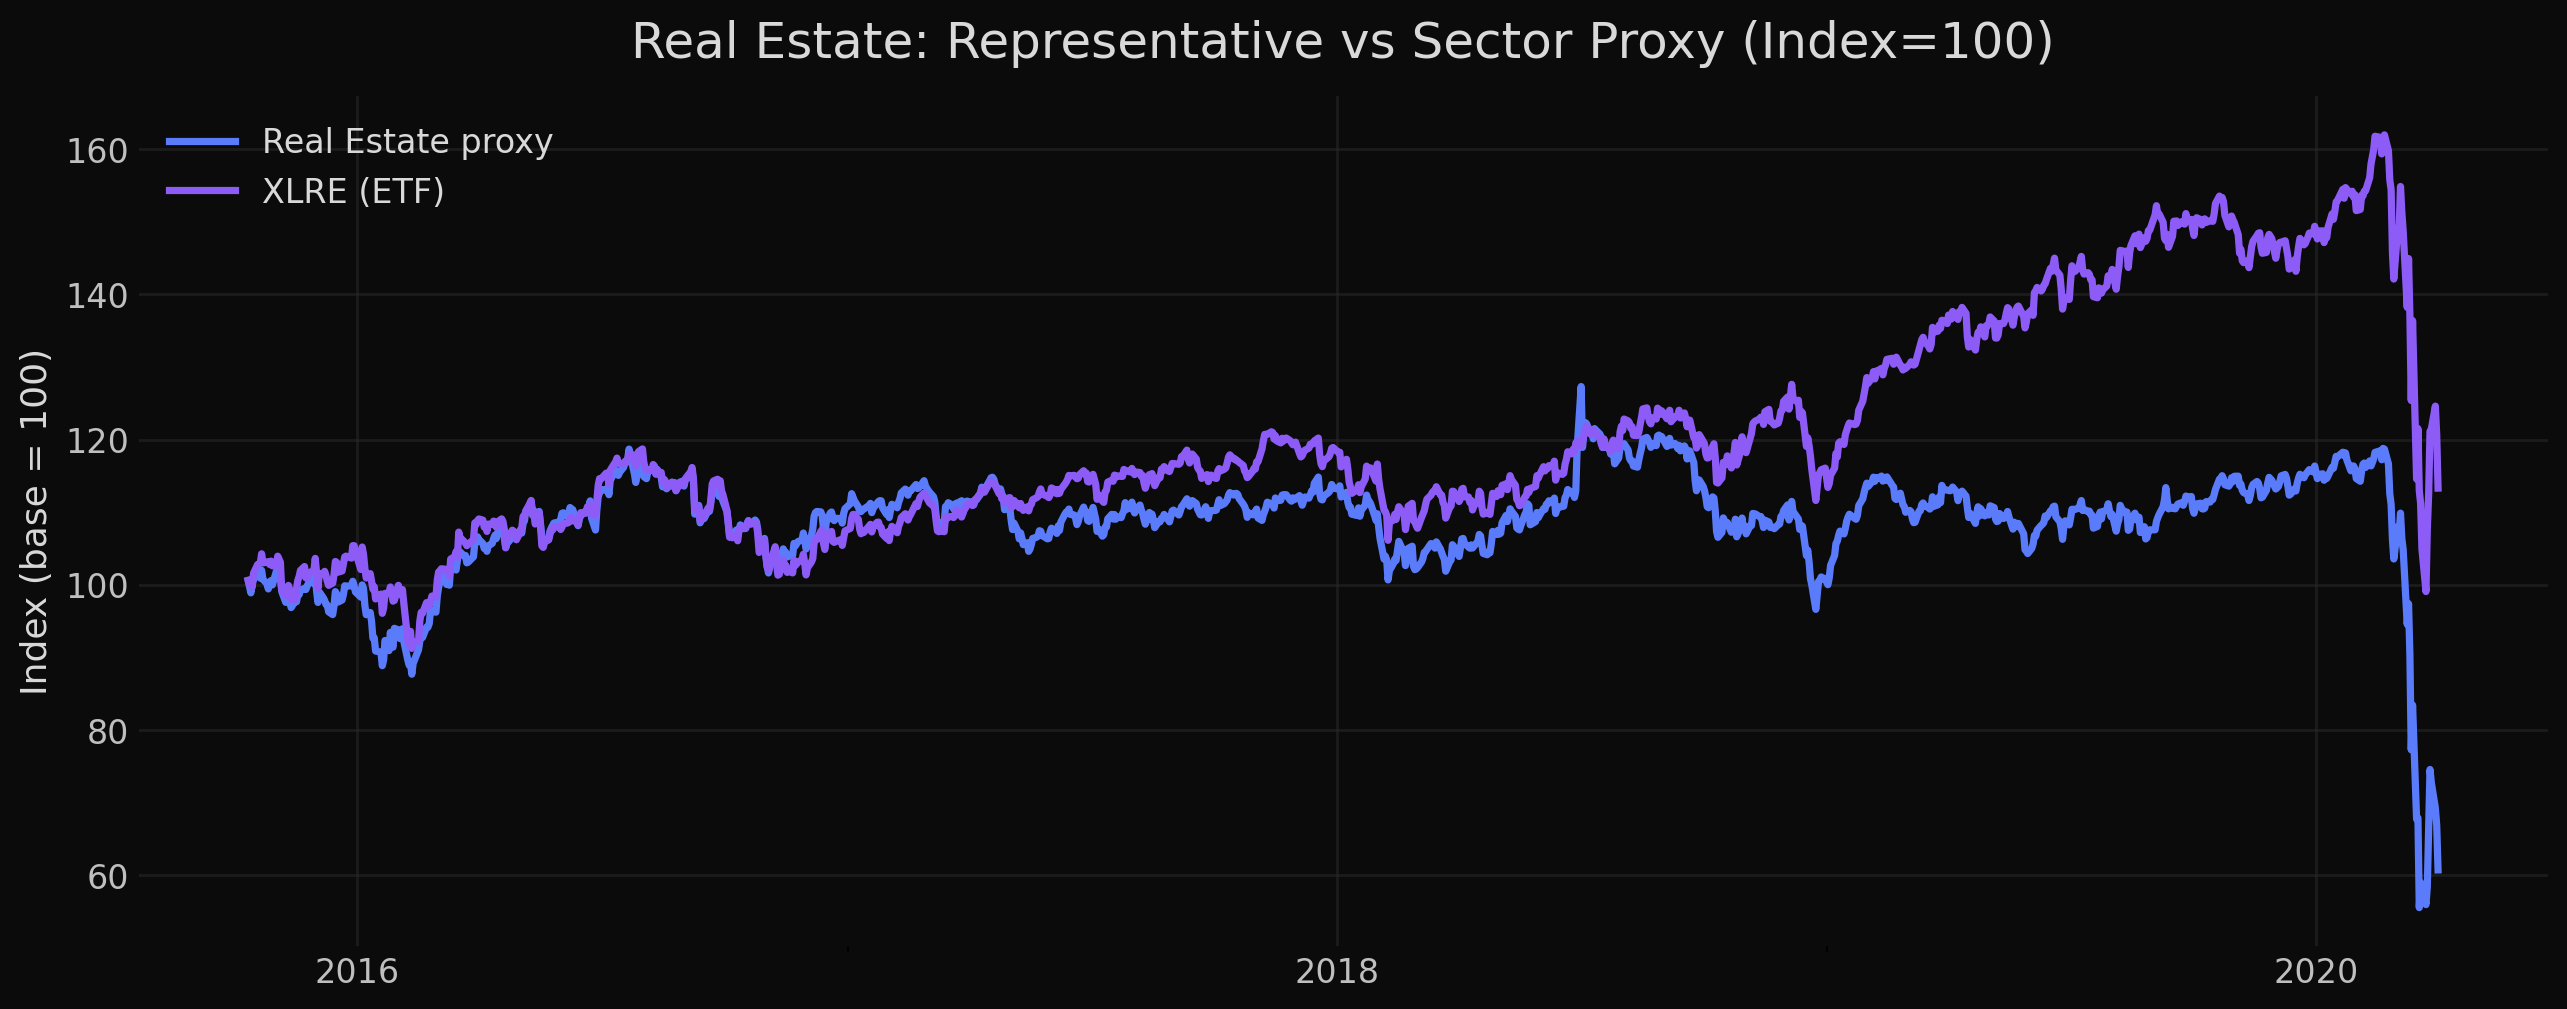 Real Estate: Representative vs Sector Proxy (Index=100)
Real Estate proxy
XLRE (ETF)
Index (base = 100)
160
140
120
100
80
60
2016
2018
2020